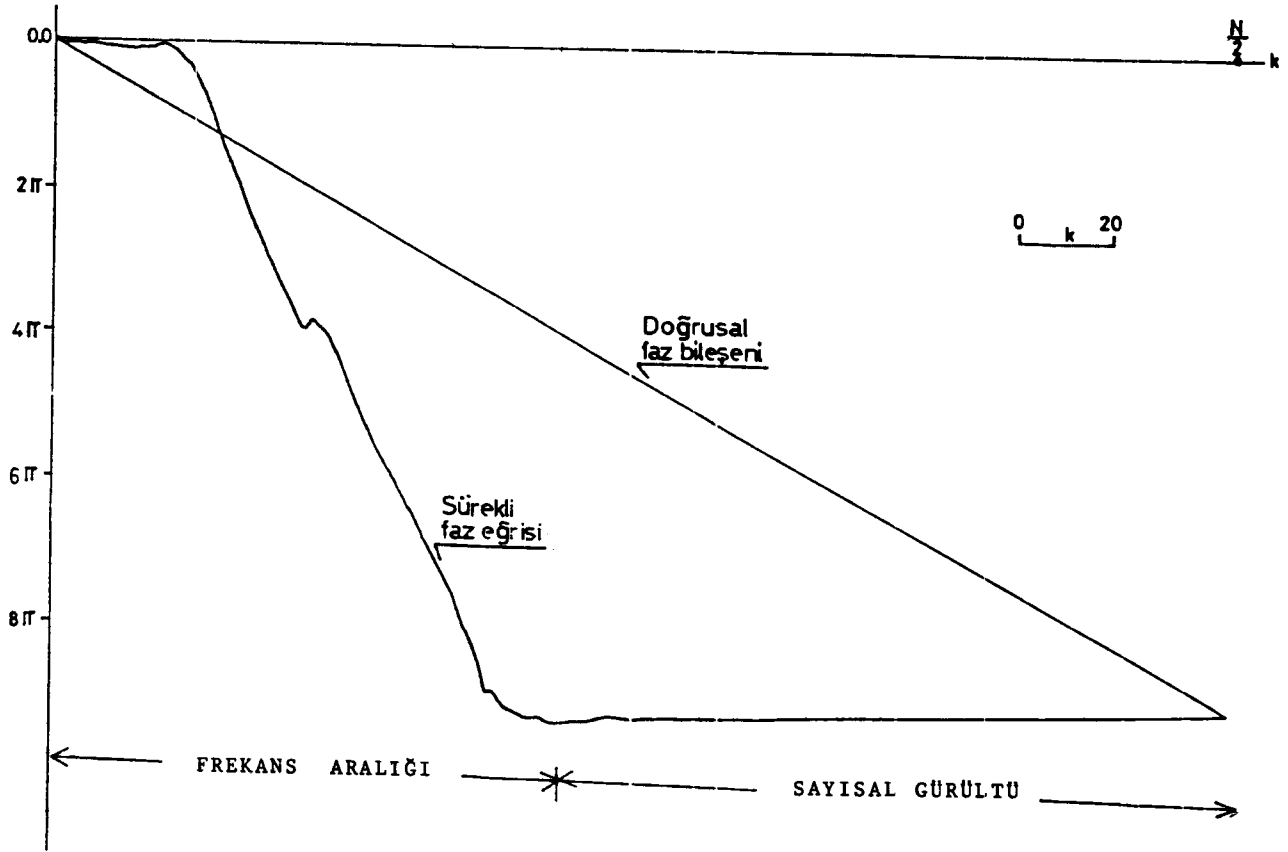 0.0
N
2
k
2π
0 k 20
4π
Doğrusal
faz bileşeni
6π
Sürekli
faz eğrisi
8π
FREKANS ARALIĞI
SAYISAL GÜRÜLTÜ